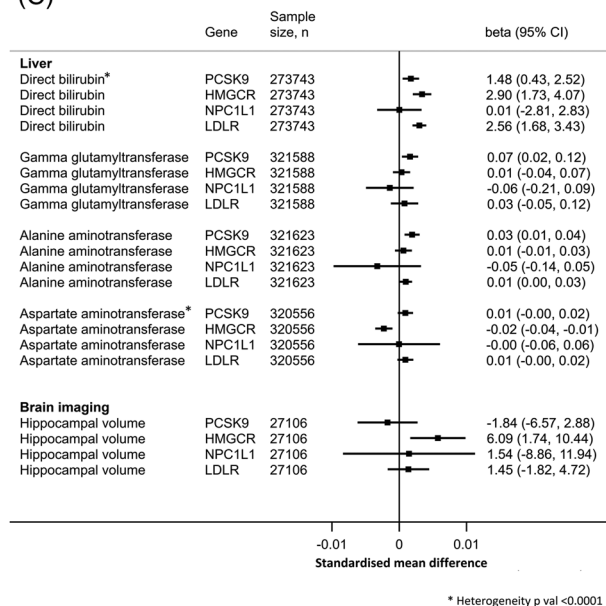 (C)
Sample
Gene size, n beta (95% CI)
Liver
Direct bilirubin* PCSK9 273743 1.48 (0.43, 2.52)
Direct bilirubin HMGCR 273743 2.90 (1.73, 4.07)
Direct bilirubin NPC1L1 273743 0.01 (-2.81, 2.83)
Direct bilirubin LDLR 273743 2.56 (1.68, 3.43)
Gamma glutamyltransferase PCSK9 321588 0.07 (0.02, 0.12)
Gamma glutamyltransferase HMGCR 321588 0.01 (-0.04, 0.07)
Gamma glutamyltransferase NPC1L1 321588 -0.06 (-0.21, 0.09)
Gamma glutamyltransferase LDLR 321588 0.03 (-0.05, 0.12)
Alanine aminotransferase PCSK9 321623 0.03 (0.01, 0.04)
Alanine aminotransferase HMGCR 321623 0.01 (-0.01, 0.03)
Alanine aminotransferase NPC1L1 321623 -0.05 (-0.14, 0.05)
Alanine aminotransferase LDLR 321623 0.01 (0.00, 0.03)
Aspartate aminotransferase* PCSK9 320556 0.01 (-0.00, 0.02)
Aspartate aminotransferase HMGCR 320556 -0.02 (-0.04, -0.01)
Aspartate aminotransferase NPC1L1 320556 -0.00 (-0.06, 0.06)
Aspartate aminotransferase LDLR 320556 0.01 (-0.00, 0.02)
Brain imaging
Hippocampal volume PCSK9 27106 -1.84 (-6.57, 2.88)
Hippocampal volume HMGCR 27106 6.09 (1.74, 10.44)
Hippocampal volume NPC1L1 27106 1.54 (-8.86, 11.94)
Hippocampal volume LDLR 27106 1.45 (-1.82, 4.72)
-0.01 0 0.01
Standardised mean difference
* Heterogeneity p val <0.0001